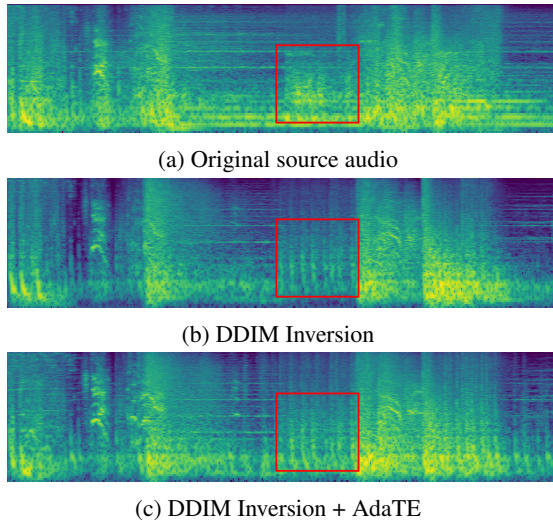 (a) Original source audio
(b) DDIM Inversion
(c) DDIM Inversion + AdaTE